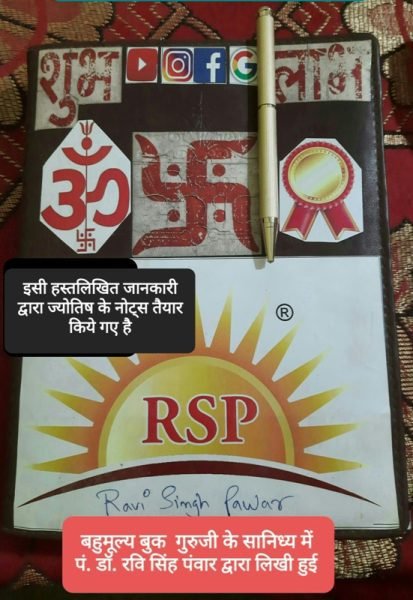 शुभ लाभ
ॐ
इसी हस्तलिखित जानकारी
द्वारा ज्योतिष के नोट्स तैयार
किये गए है
®
RSP
Ravi Singh Pawar
बहुमूल्य बुक गुरुजी के सानिध्य में
पं. डॉ. रवि सिंह पंवार द्वारा लिखी हुई